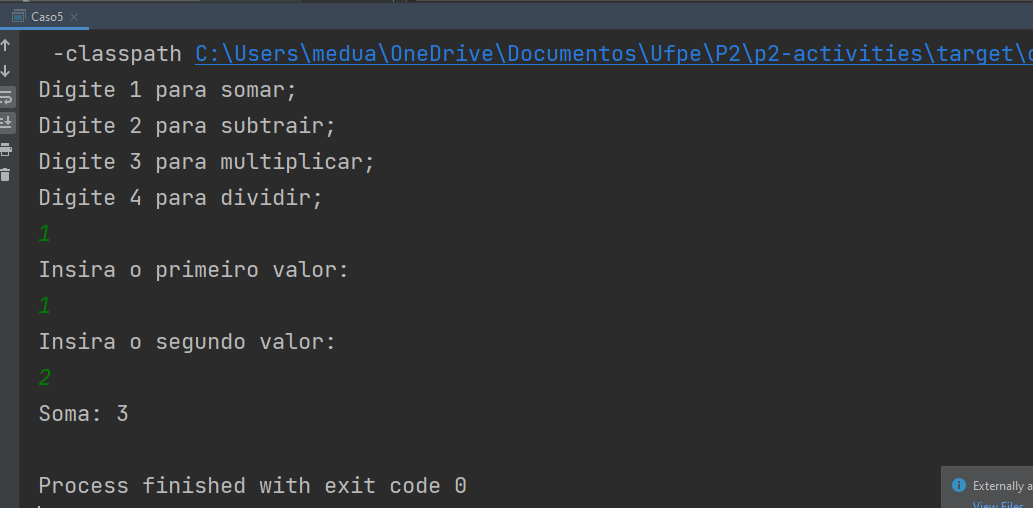 Caso5
-classpath C:\Users\medua\OneDrive\Documentos\Ufpe\P2\p2-activities\target\
Digite 1 para somar;
Digite 2 para subtrair;
Digite 3 para multiplicar;
Digite 4 para dividir;
1
Insira o primeiro valor:
1
Insira o segundo valor:
2
Soma: 3
Process finished with exit code 0
Externally
View Files